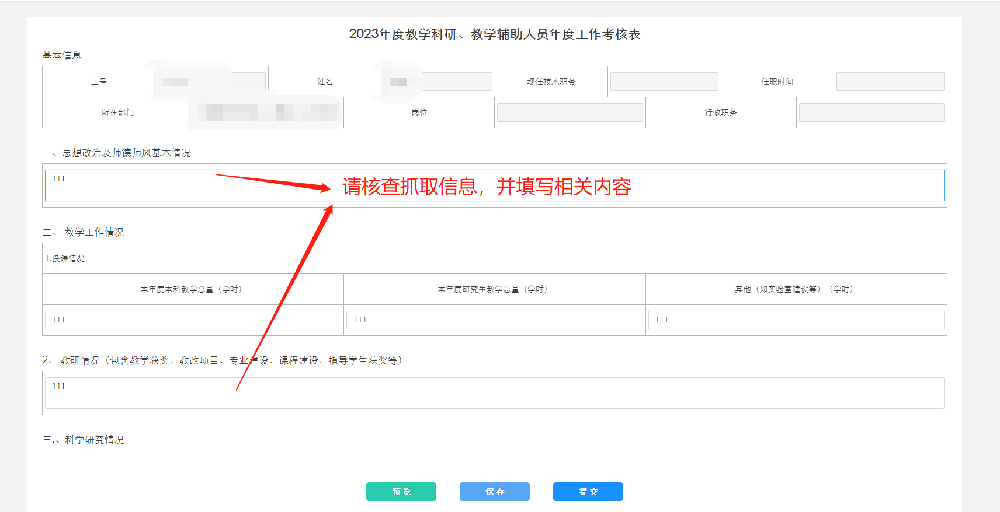 2023年度教学科研、教学辅助人员年度工作考核表
基本信息
工号 姓名 现任技术职务 任职时间
所在部门 岗位 行政职务
一、思想政治及师德师风基本情况
111
请核查抓取信息，并填写相关内容
二、 教学工作情况
1.授课情况
本年度本科教学总量（学时） 本年度研究生教学总量（学时） 其他（如实验室建设等）（学时）
111 111 111
2、 教研情况（包含教学获奖、教改项目、专业建设、课程建设、指导学生获奖等）
111
三.、科学研究情况
预览 保存 提交